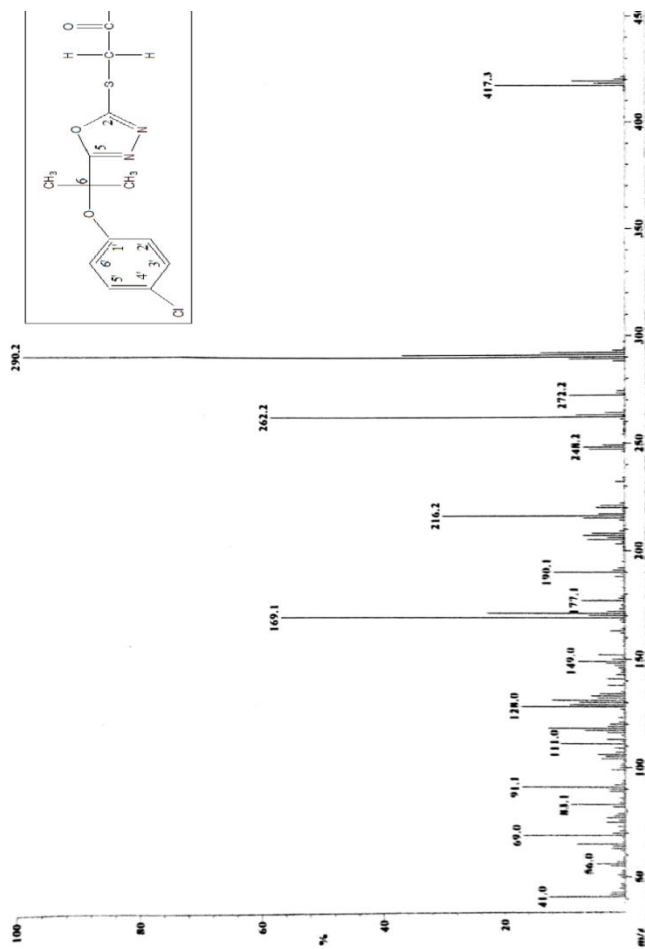 O
C
H
C
H
S
O
2
N
N
5
CH3
6
CH3
O
1'
2'
3'
4'
5'
6'
Cl
100
80
60
40
20
%
41.0
56.0
69.0
83.1
91.1
111.0
128.0
149.0
169.1
177.1
190.1
216.2
248.2
262.2
272.2
290.2
417.3
50
100
150
200
250
300
350
400
450
m/z